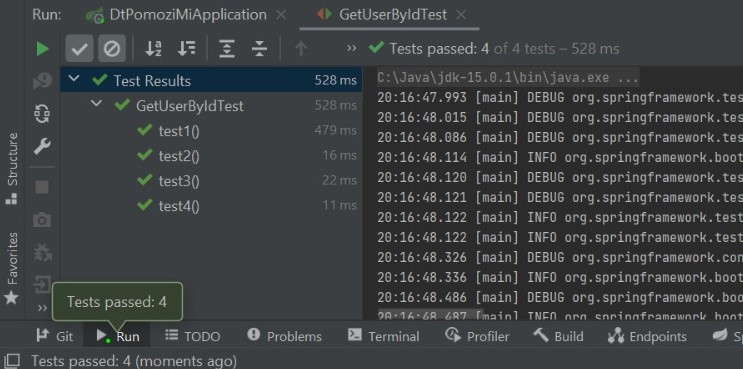 Run: DtPomoziMiApplication GetUserByIdTest
Tests passed: 4 of 4 tests – 528 ms
Test Results 528 ms
GetUserByIdTest 528 ms
test1() 479 ms
test2() 16 ms
test3() 22 ms
test4() 11 ms
C:\Java\jdk-15.0.1\bin\java.exe ...
20:16:47.993 [main] DEBUG org.springframework.tes
20:16:48.015 [main] DEBUG org.springframework.tes
20:16:48.086 [main] DEBUG org.springframework.tes
20:16:48.114 [main] INFO org.springframework.boot
20:16:48.120 [main] DEBUG org.springframework.tes
20:16:48.121 [main] DEBUG org.springframework.tes
20:16:48.122 [main] INFO org.springframework.test
20:16:48.122 [main] INFO org.springframework.test
20:16:48.326 [main] DEBUG org.springframework.con
20:16:48.336 [main] INFO org.springframework.boot
20:16:48.486 [main] DEBUG org.springframework.boo
20:16:48.487 [main] DEBUG org.springframework.boo
Structure
Favorites
Tests passed: 4
Git Run TODO Problems Terminal Profiler Build Endpoints
Tests passed: 4 (moments ago)